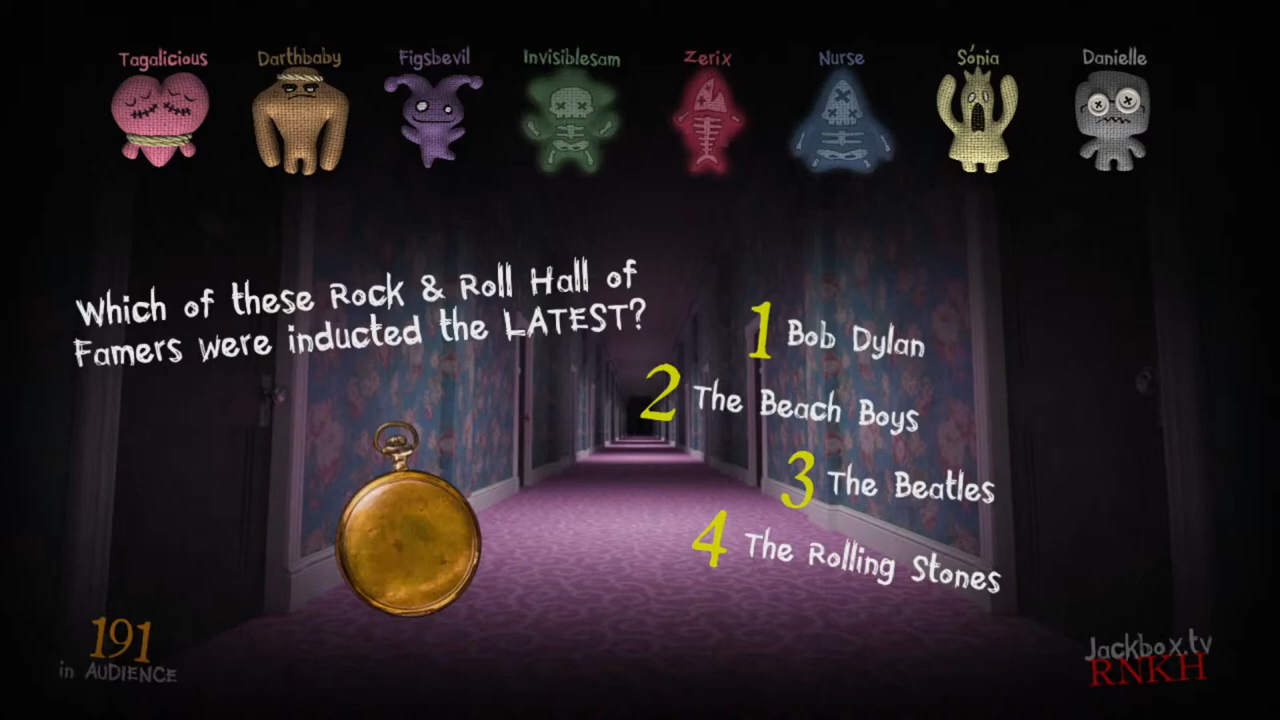 Tagalicious
Darthbaby
Figsbevil
Invisiblesam
Zerix
Nurse
Sónia
Danielle
Which of these Rock & Roll Hall of
Famers were inducted the LATEST?
1 Bob Dylan
2 The Beach Boys
3 The Beatles
4 The Rolling Stones
191
in AUDIENCE
Jackbox.tv
RNKH